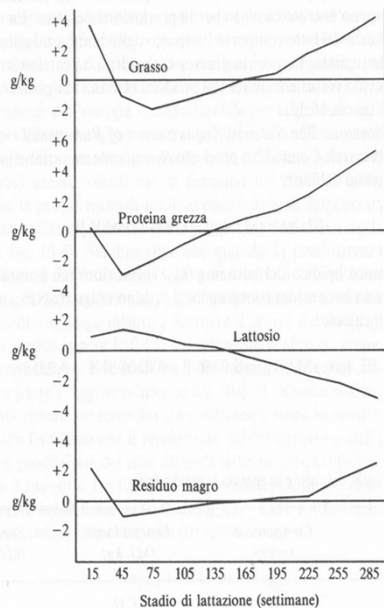 +4
+2
Grasso
g/kg 0
−2
+6
+4
+2
Proteina grezza
g/kg 0
−2
−4
+2
Lattosio
g/kg 0
−2
−4
+4
+2
Residuo magro
g/kg 0
−2
15 45 75 105 135 165 195 225 255 285
Stadio di lattazione (settimane)